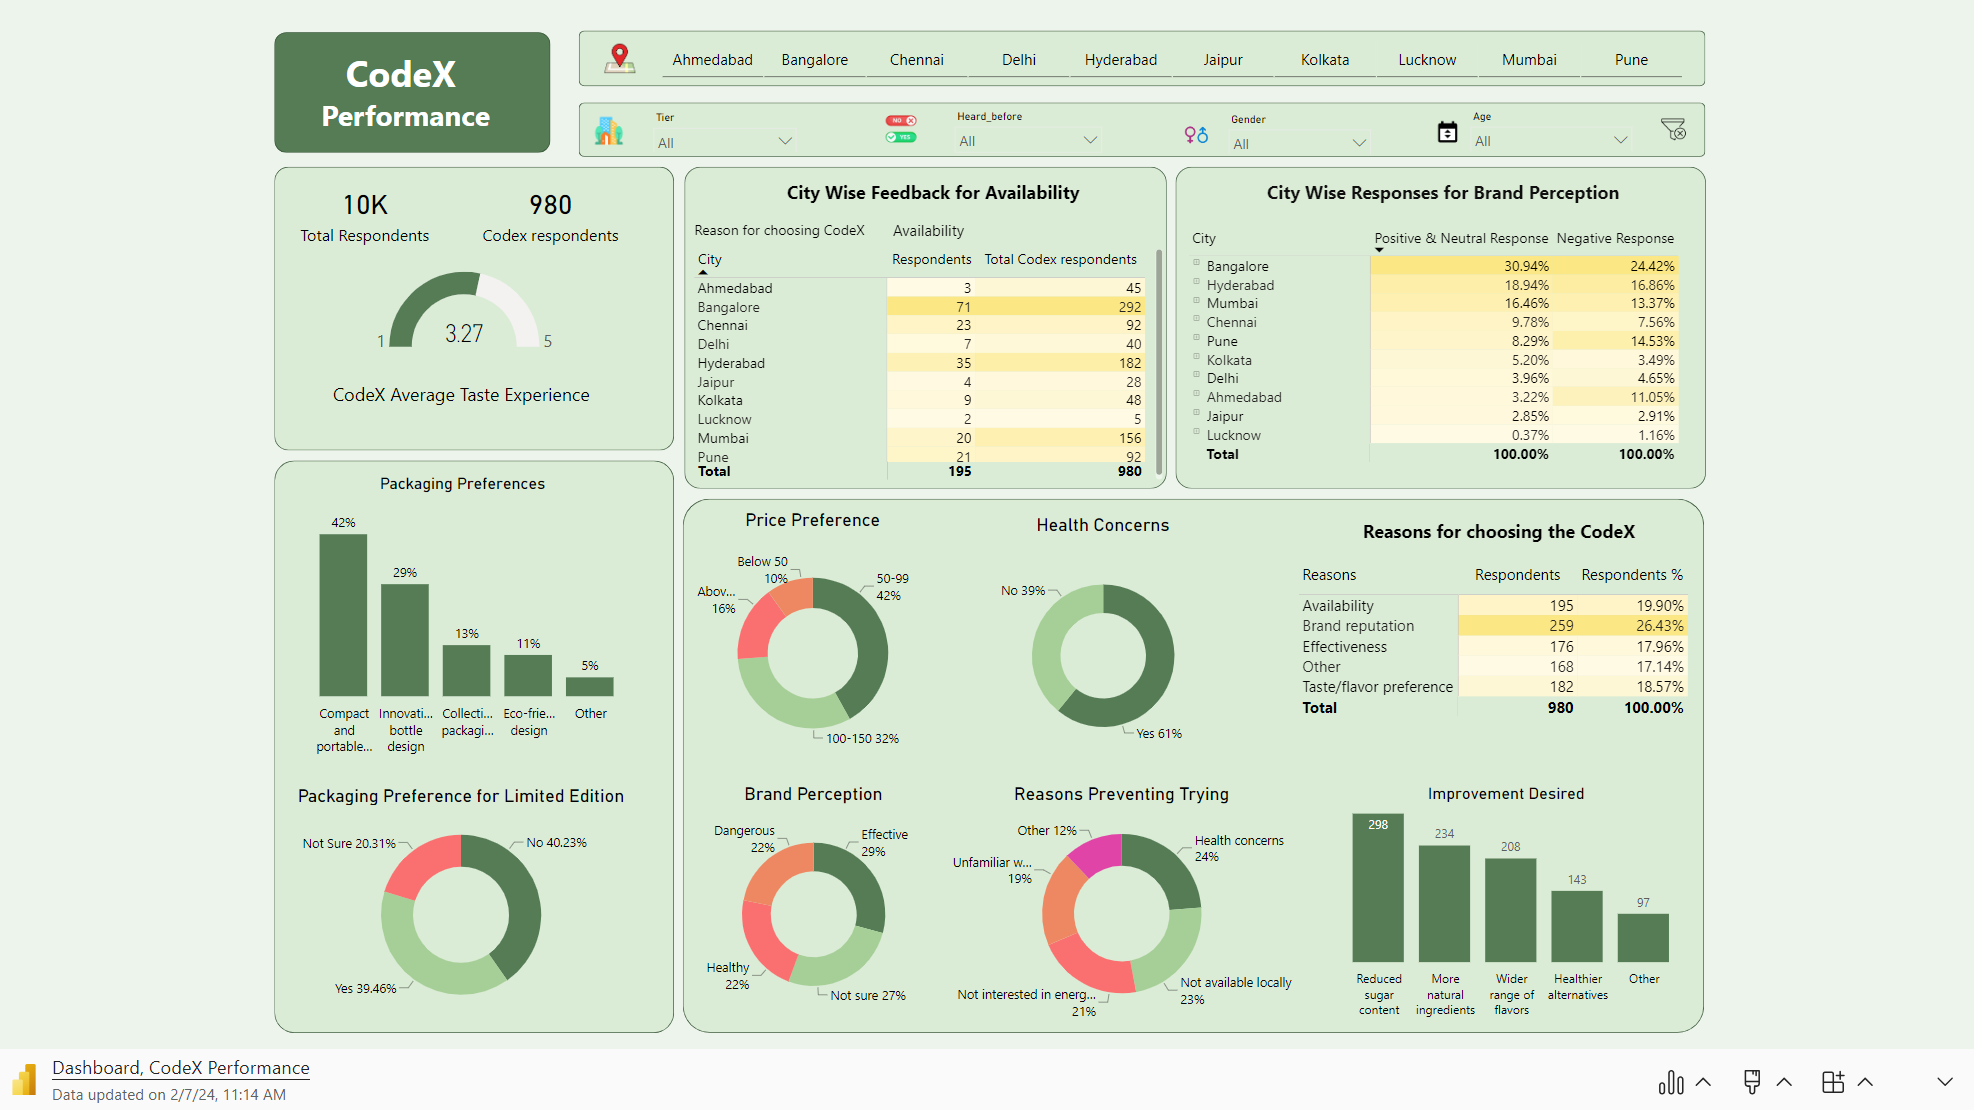 CodeX
Performance
Ahmedabad Bangalore Chennai Delhi Hyderabad Jaipur Kolkata Lucknow Mumbai Pune
Tier
All
NO
YES
Heard_before
All
Gender
All
Age
All
10K
Total Respondents
980
Codex respondents
1
3.27
5
CodeX Average Taste Experience
City Wise Feedback for Availability
Reason for choosing CodeX Availability
City Respondents Total Codex respondents
Ahmedabad 3 45
Bangalore 71 292
Chennai 23 92
Delhi 7 40
Hyderabad 35 182
Jaipur 4 28
Kolkata 9 48
Lucknow 2 5
Mumbai 20 156
Pune 21 92
Total 195 980
City Wise Responses for Brand Perception
City Positive & Neutral Response Negative Response
Bangalore 30.94% 24.42%
Hyderabad 18.94% 16.86%
Mumbai 16.46% 13.37%
Chennai 9.78% 7.56%
Pune 8.29% 14.53%
Kolkata 5.20% 3.49%
Delhi 3.96% 4.65%
Ahmedabad 3.22% 11.05%
Jaipur 2.85% 2.91%
Lucknow 0.37% 1.16%
Total 100.00% 100.00%
Packaging Preferences
42%
29%
13%
11%
5%
Compact
and
portable...
Innovati...
bottle
design
Collecti...
packagi...
Eco-frie...
design
Other
Packaging Preference for Limited Edition
Not Sure 20.31%
No 40.23%
Yes 39.46%
Price Preference
Below 50
10%
50-99
42%
Abov...
16%
100-150 32%
Health Concerns
No 39%
Yes 61%
Reasons for choosing the CodeX
Reasons Respondents Respondents %
Availability 195 19.90%
Brand reputation 259 26.43%
Effectiveness 176 17.96%
Other 168 17.14%
Taste/flavor preference 182 18.57%
Total 980 100.00%
Brand Perception
Dangerous
22%
Effective
29%
Healthy
22%
Not sure 27%
Reasons Preventing Trying
Other 12%
Health concerns
24%
Unfamiliar w...
19%
Not available locally
23%
Not interested in energ...
21%
Improvement Desired
298
234
208
143
97
Reduced
sugar
content
More
natural
ingredients
Wider
range of
flavors
Healthier
alternatives
Other
Dashboard, CodeX Performance
Data updated on 2/7/24, 11:14 AM